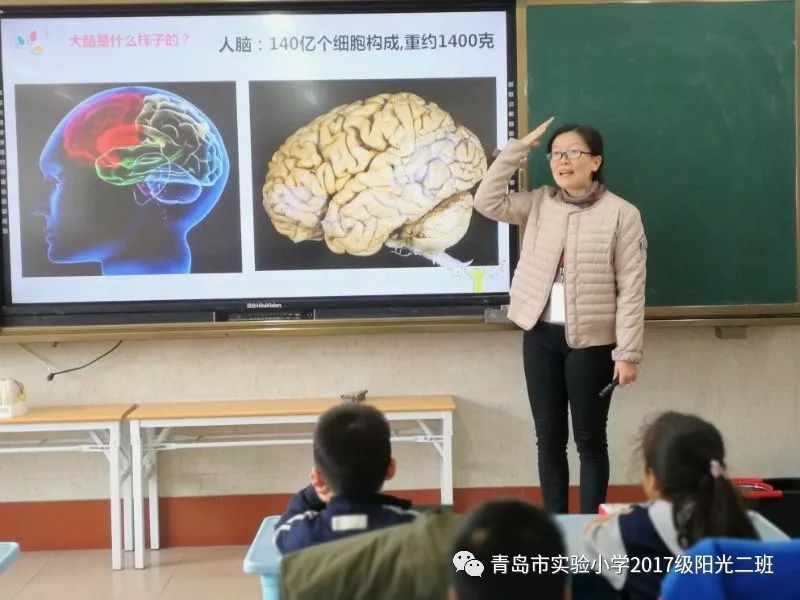 大脑是什么样子的？
人脑：140亿个细胞构成,重约1400克
HiteVision
青岛市实验小学2017级阳光二班